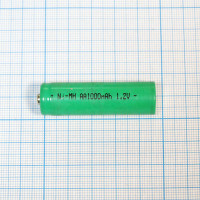 + Ni-MH AA1000mAh 1.2V -